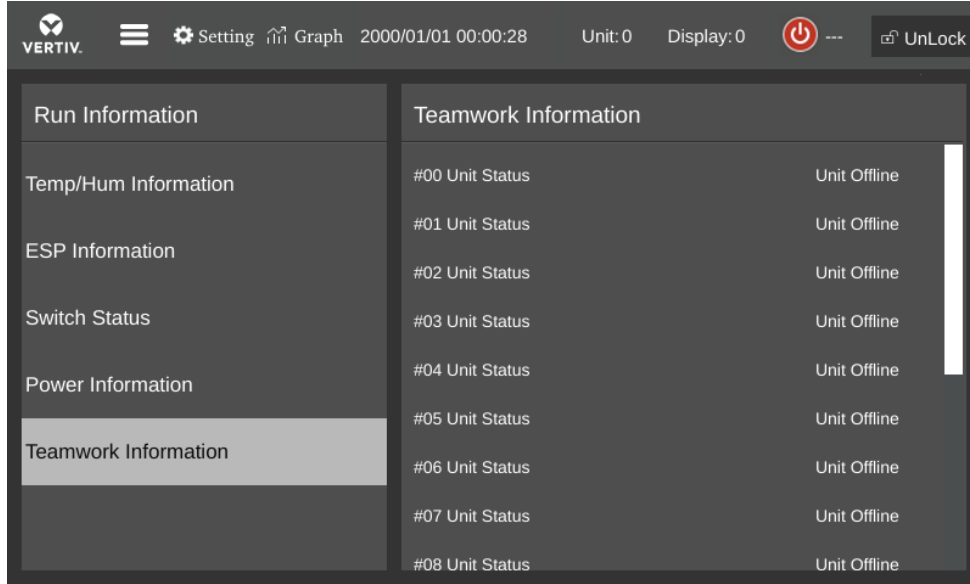 VERTIV. Setting Graph 2000/01/01 00:00:28 Unit: 0 Display: 0 --- UnLock
Run Information
Temp/Hum Information
ESP Information
Switch Status
Power Information
Teamwork Information
Teamwork Information
#00 Unit Status Unit Offline
#01 Unit Status Unit Offline
#02 Unit Status Unit Offline
#03 Unit Status Unit Offline
#04 Unit Status Unit Offline
#05 Unit Status Unit Offline
#06 Unit Status Unit Offline
#07 Unit Status Unit Offline
#08 Unit Status Unit Offline